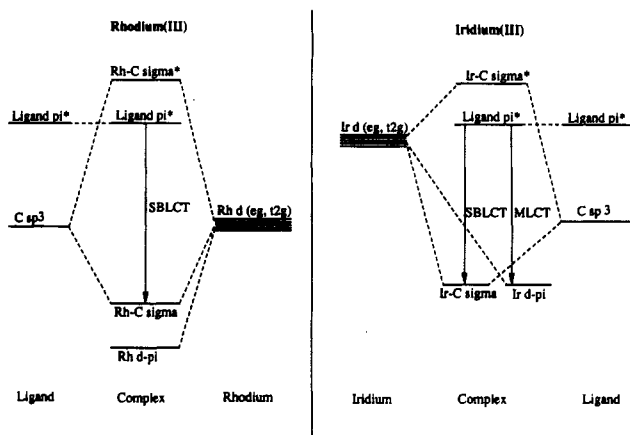 Rhodium(III)
Rh-C sigma*
Ligand pi*
Ligand pi*
SBLCT
C sp3
Rh d (eg, t2g)
Rh-C sigma
Rh d-pi
Ligand
Complex
Rhodium
Iridium(III)
Ir-C sigma*
Ir d (eg, t2g)
Ligand pi*
Ligand pi*
SBLCT
MLCT
C sp3
Ir-C sigma
Ir d-pi
Iridium
Complex
Ligand